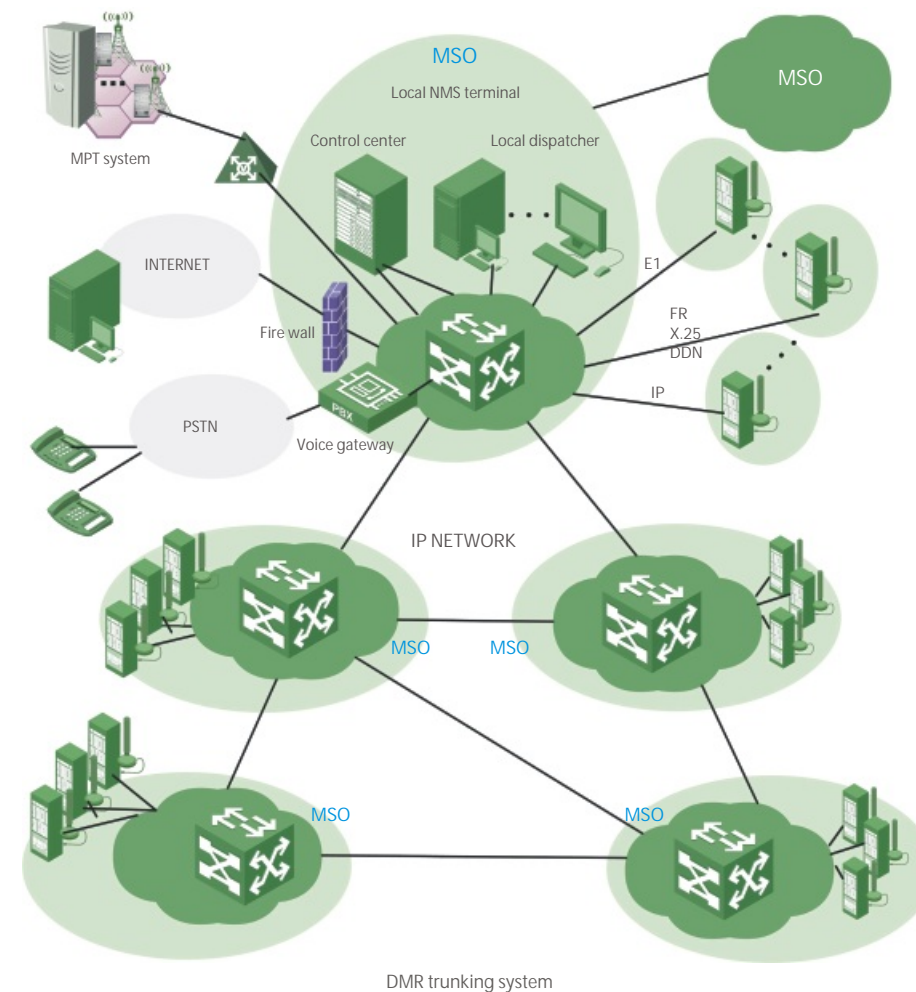 MSO
MSO
Local NMS terminal
Control center
Local dispatcher
MPT system
V
INTERNET
E1
FR
X.25
DDN
Fire wall
IP
PBX
PSTN
Voice gateway
IP NETWORK
MSO
MSO
MSO
MSO
DMR trunking system